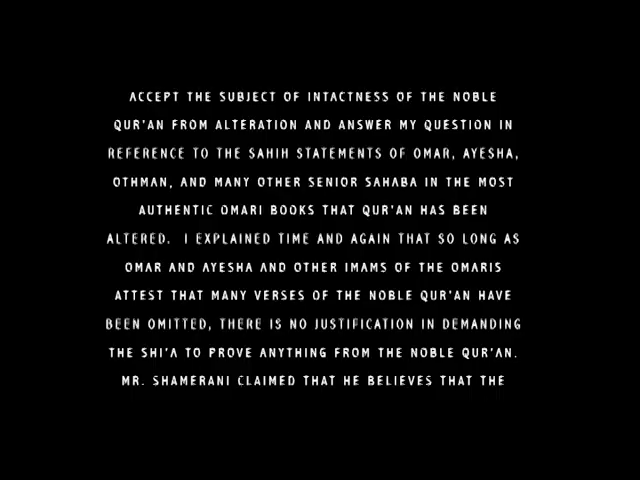 ACCEPT THE SUBJECT OF INTACTNESS OF THE NOBLE
QUR'AN FROM ALTERATION AND ANSWER MY QUESTION IN
REFERENCE TO THE SAHIH STATEMENTS OF OMAR, AYESHA,
OTHMAN, AND MANY OTHER SENIOR SAHABA IN THE MOST
AUTHENTIC OMARI BOOKS THAT QUR'AN HAS BEEN
ALTERED. I EXPLAINED TIME AND AGAIN THAT SO LONG AS
OMAR AND AYESHA AND OTHER IMAMS OF THE OMARIS
ATTEST THAT MANY VERSES OF THE NOBLE QUR'AN HAVE
BEEN OMITTED, THERE IS NO JUSTIFICATION IN DEMANDING
THE SHI'A TO PROVE ANYTHING FROM THE NOBLE QUR'AN.
MR. SHAMERANI CLAIMED THAT HE BELIEVES THAT THE